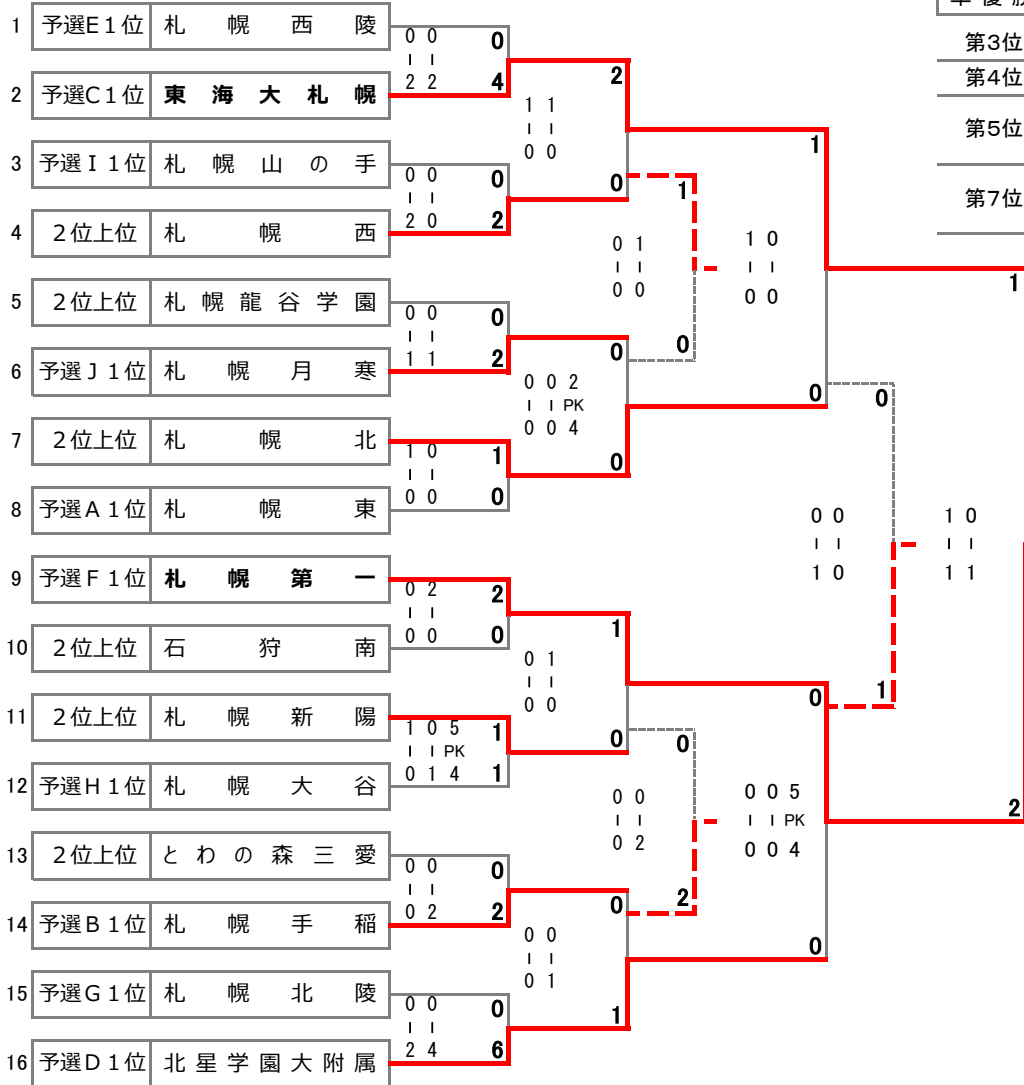 準優勝
第3位
第4位
第5位
第7位
1 予選E1位 札幌西陵
0 0 0
2 2 4
2 予選C1位 東海大札幌
3 予選I1位 札幌山の手
0 0 0
2 0 2
4 2位上位 札幌西
5 2位上位 札幌龍谷学園
0 0 0
1 1 2
6 予選J1位 札幌月寒
7 2位上位 札幌北
1 0 1
0 0 0
8 予選A1位 札幌東
9 予選F1位 札幌第一
0 2 2
0 0 0
10 2位上位 石狩南
11 2位上位 札幌新陽
1 0 5 1
PK
0 1 4 1
12 予選H1位 札幌大谷
13 2位上位 とわの森三愛
0 0 0
0 2 2
14 予選B1位 札幌手稲
15 予選G1位 札幌北陵
0 0 0
2 4 6
16 予選D1位 北星学園大附属
2
1 1
0 0
0
0
0 0 2
PK
0 0 4
0
1
0 1
0 0
0
0 0
0 0 1
0 1
1
1
0 1
0 0
0
1
1 0
0 0
0
0
0 0
0 2
2
0
0 0 5
PK
0 0 4
0
0
0 0
1 0
1
1
1 0
1 1
2